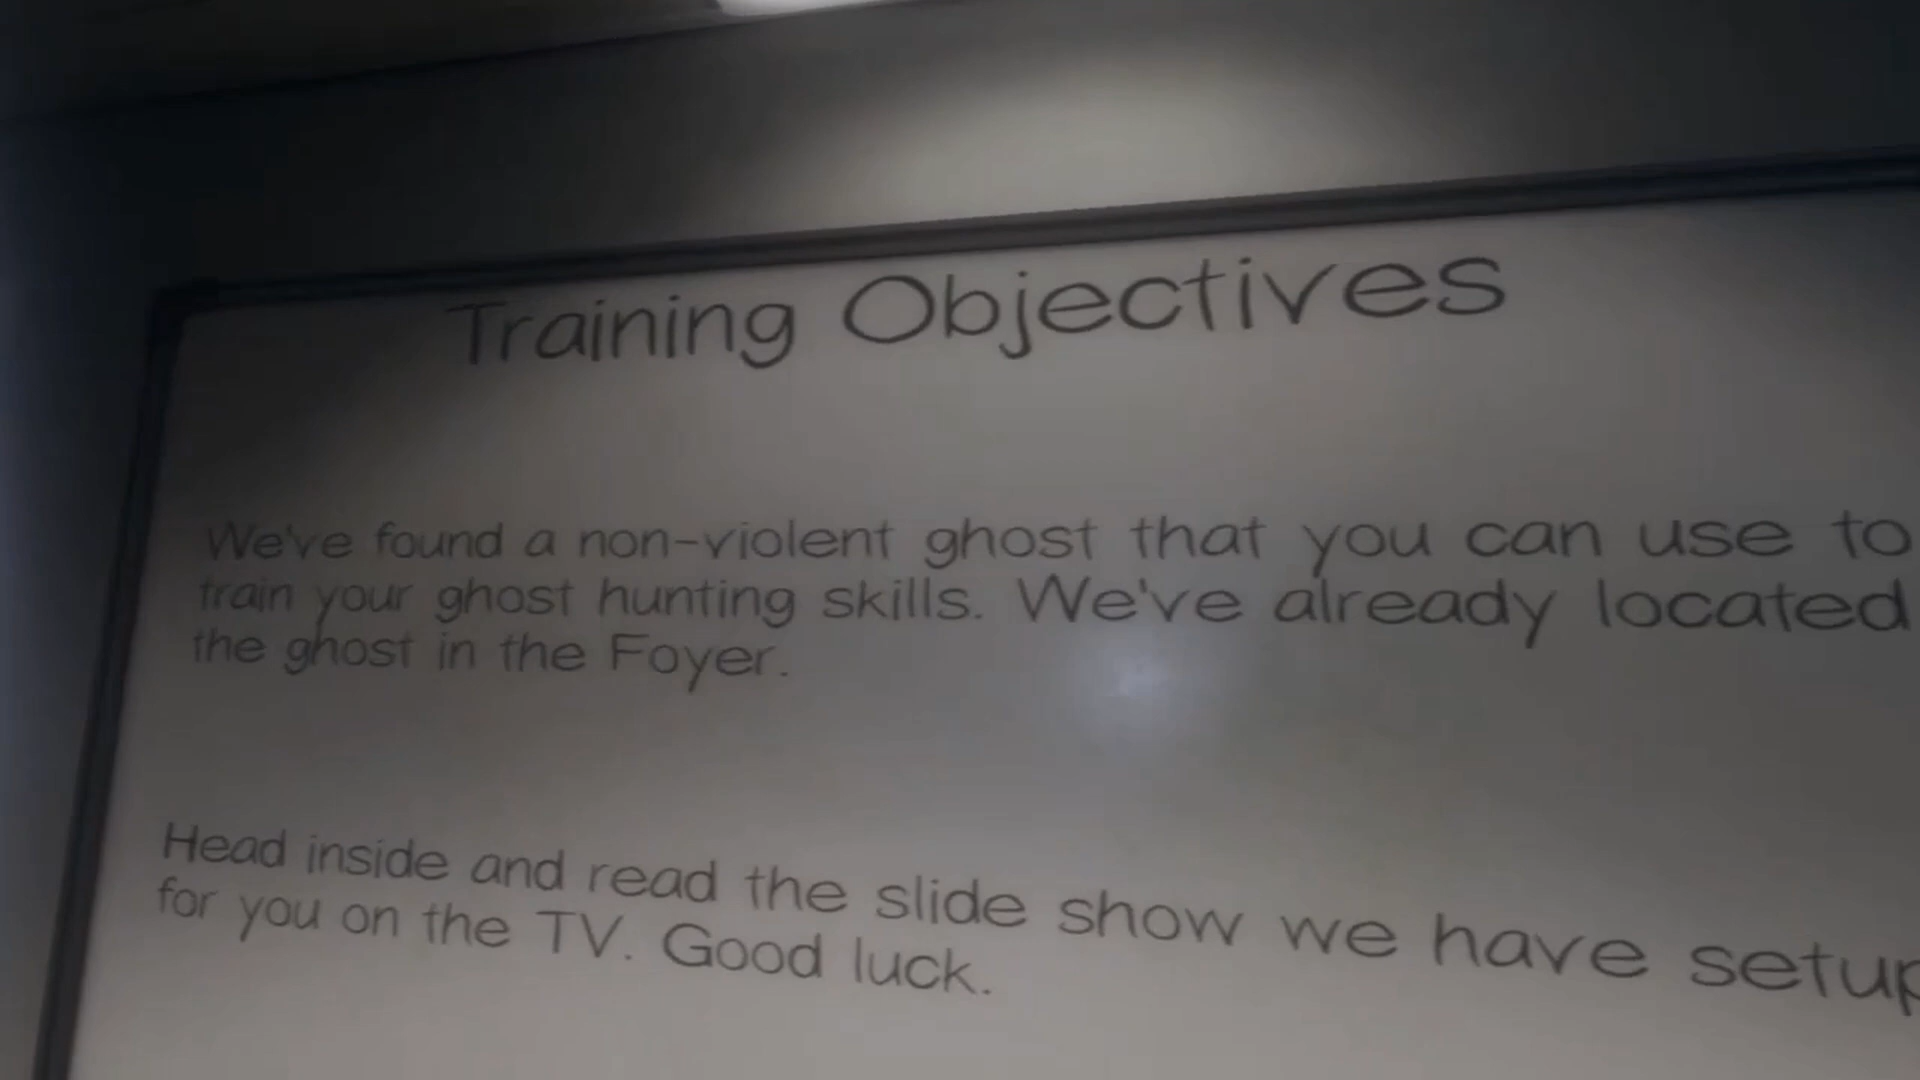 Training Objectives
We've found a non-violent ghost that you can use to
train your ghost hunting skills. We've already located
the ghost in the Foyer.
Head inside and read the slide show we have setup
for you on the TV. Good luck.